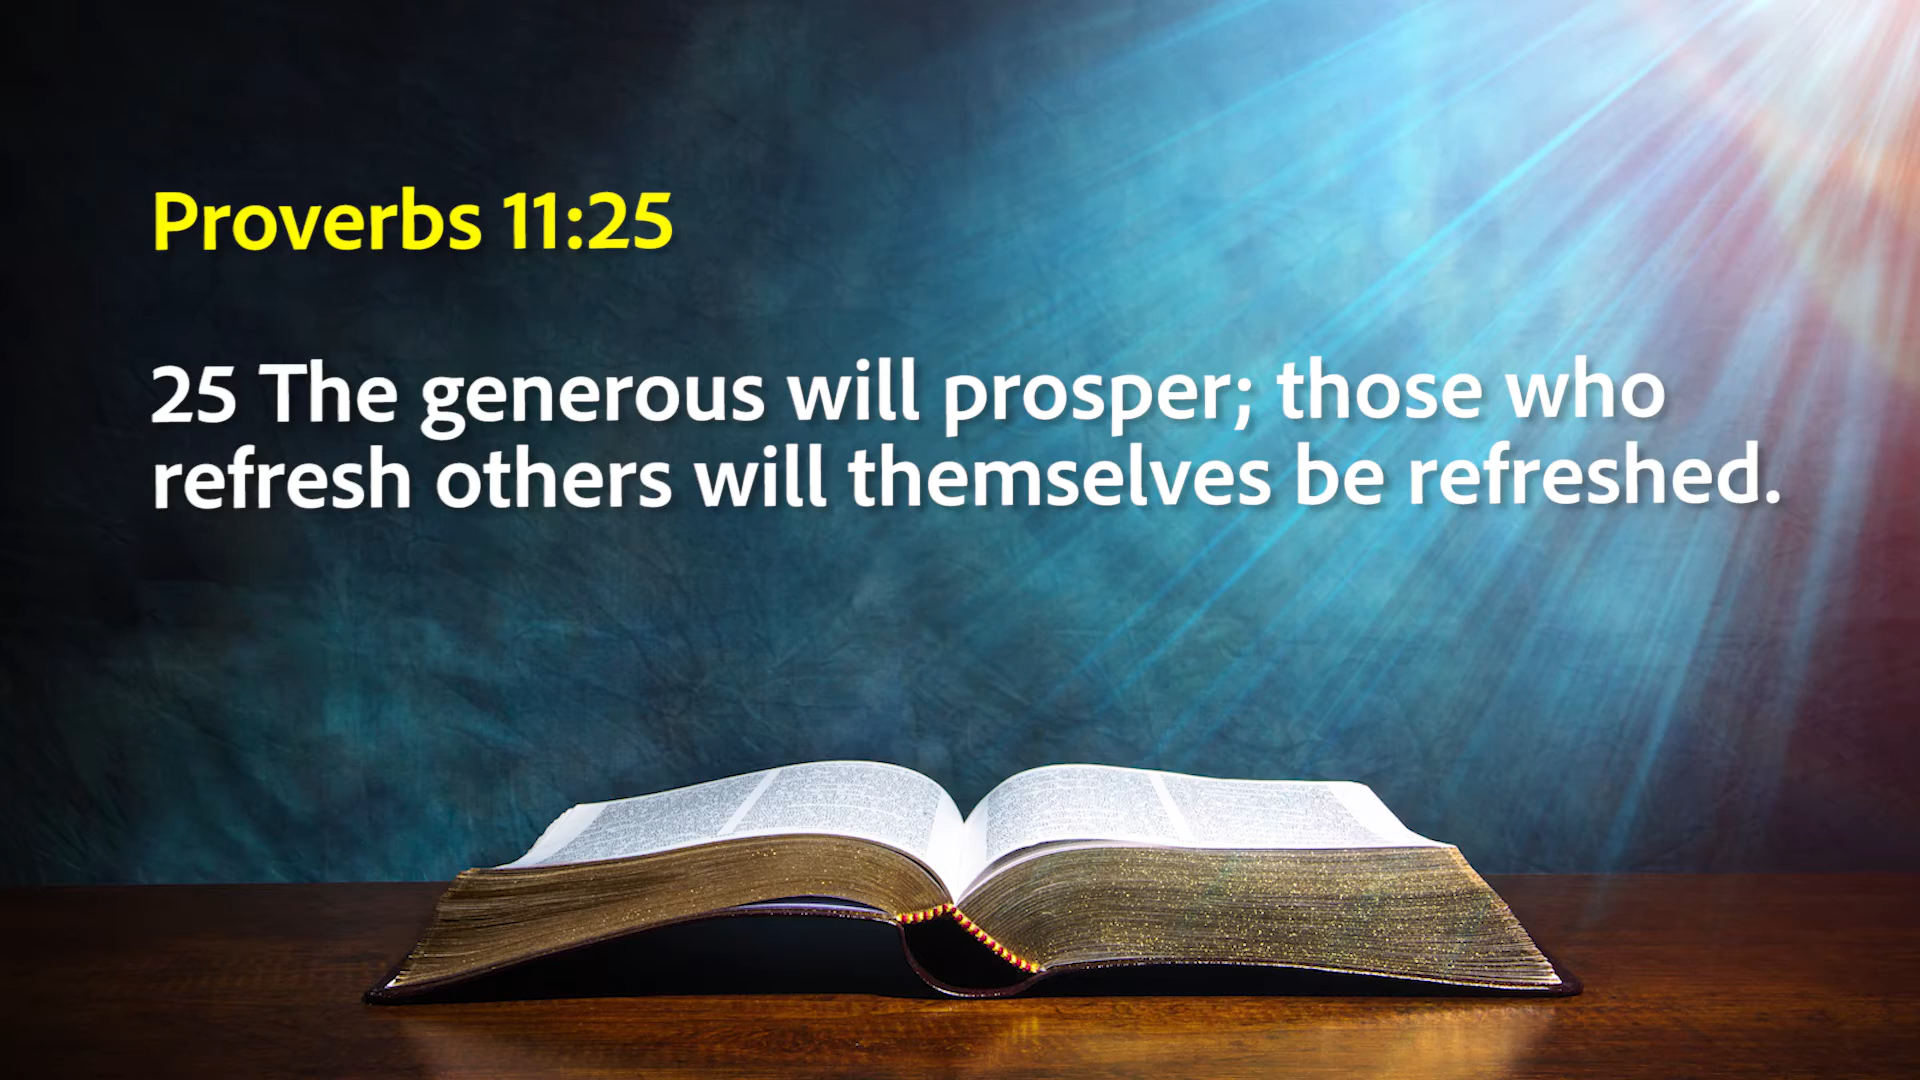 Proverbs 11:25
25 The generous will prosper; those who
refresh others will themselves be refreshed.